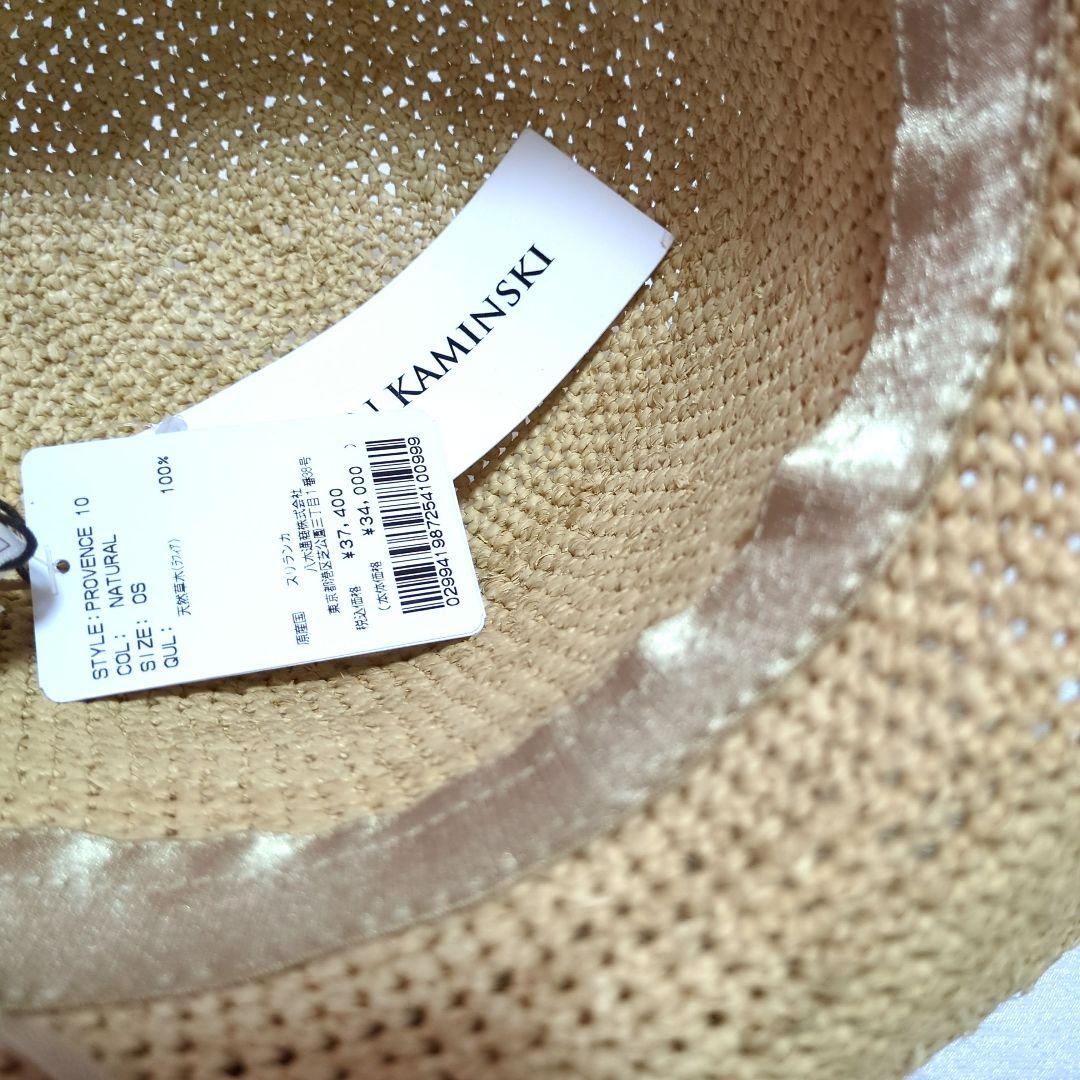 KAMINSKI
STYLE: PROVENCE 10
COL: NATURAL
SIZE: OS
QUL:
天然草木(ラフィア) 100%
原産国 スリランカ
八木通商株式会社
東京都港区芝公園三丁目1番38号
税込価格 ¥37,400
(本体価格 ¥34,000 )
029941987254100999